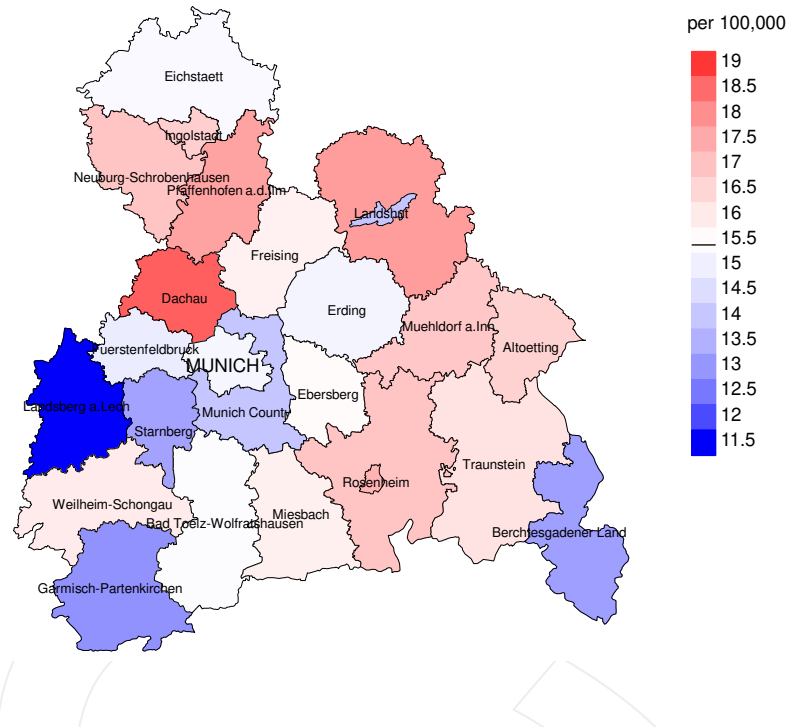 per 100,000
Eichstaett
19
18.5
18
17.5
17
16.5
16
15.5
15
14.5
14
13.5
13
12.5
12
11.5
Ingolstadt
Neuburg-Schrobenhausen
Pfaffenhofen a.d.Ilm
Landshut
Freising
Dachau
Erding
Muehldorf a.Inn
Altoetting
Fuerstenfeldbruck
MUNICH
Ebersberg
Landsberg a.Lech
Munich County
Starnberg
Traunstein
Rosenheim
Weilheim-Schongau
Miesbach
Bad Toelz-Wolfratshausen
Berchtesgadener Land
Garmisch-Partenkirchen